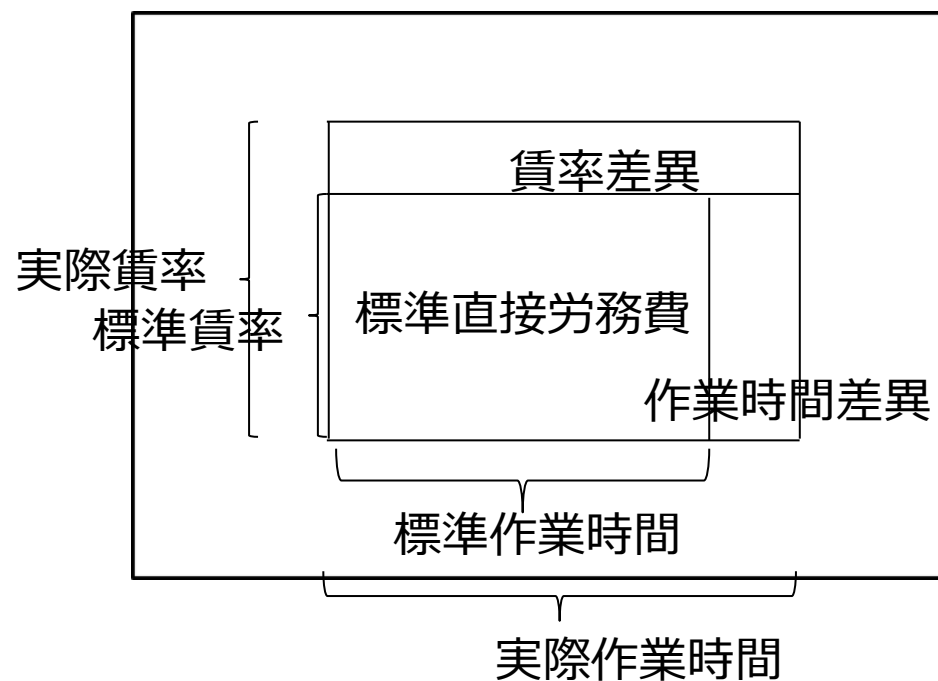 賃率差異
実際賃率
標準賃率
標準直接労務費
作業時間差異
標準作業時間
実際作業時間